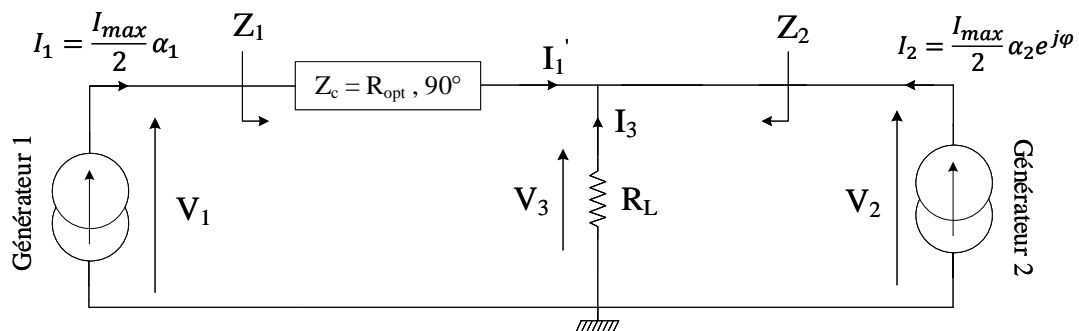 I₁ = I_max/2 α₁
Z₁
Z_c = R_opt , 90°
I₁'
Z₂
I₂ = I_max/2 α₂e^{jφ}
I₃
Générateur 1
V₁
V₃
R_L
V₂
Générateur 2